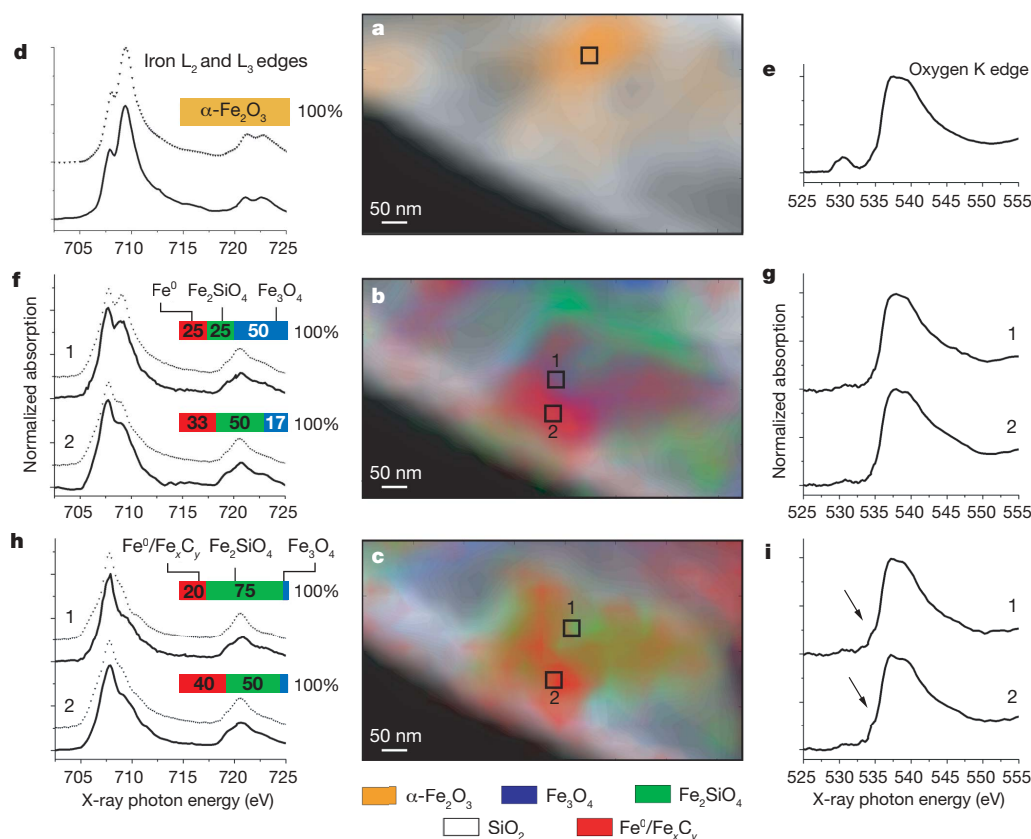 d
Iron L2 and L3 edges
α-Fe2O3 100%
705 710 715 720 725
a
50 nm
e
Oxygen K edge
525 530 535 540 545 550 555
f
Fe0 Fe2SiO4 Fe3O4
25 25 50 100%
1
33 50 17 100%
2
Normalized absorption
705 710 715 720 725
b
1
2
50 nm
g
1
2
Normalized absorption
525 530 535 540 545 550 555
h
Fe0/FexCy Fe2SiO4 Fe3O4
20 75 100%
1
40 50 100%
2
705 710 715 720 725
X-ray photon energy (eV)
c
1
2
50 nm
i
1
2
525 530 535 540 545 550 555
X-ray photon energy (eV)
α-Fe2O3 Fe3O4 Fe2SiO4
SiO2 Fe0/FexCy